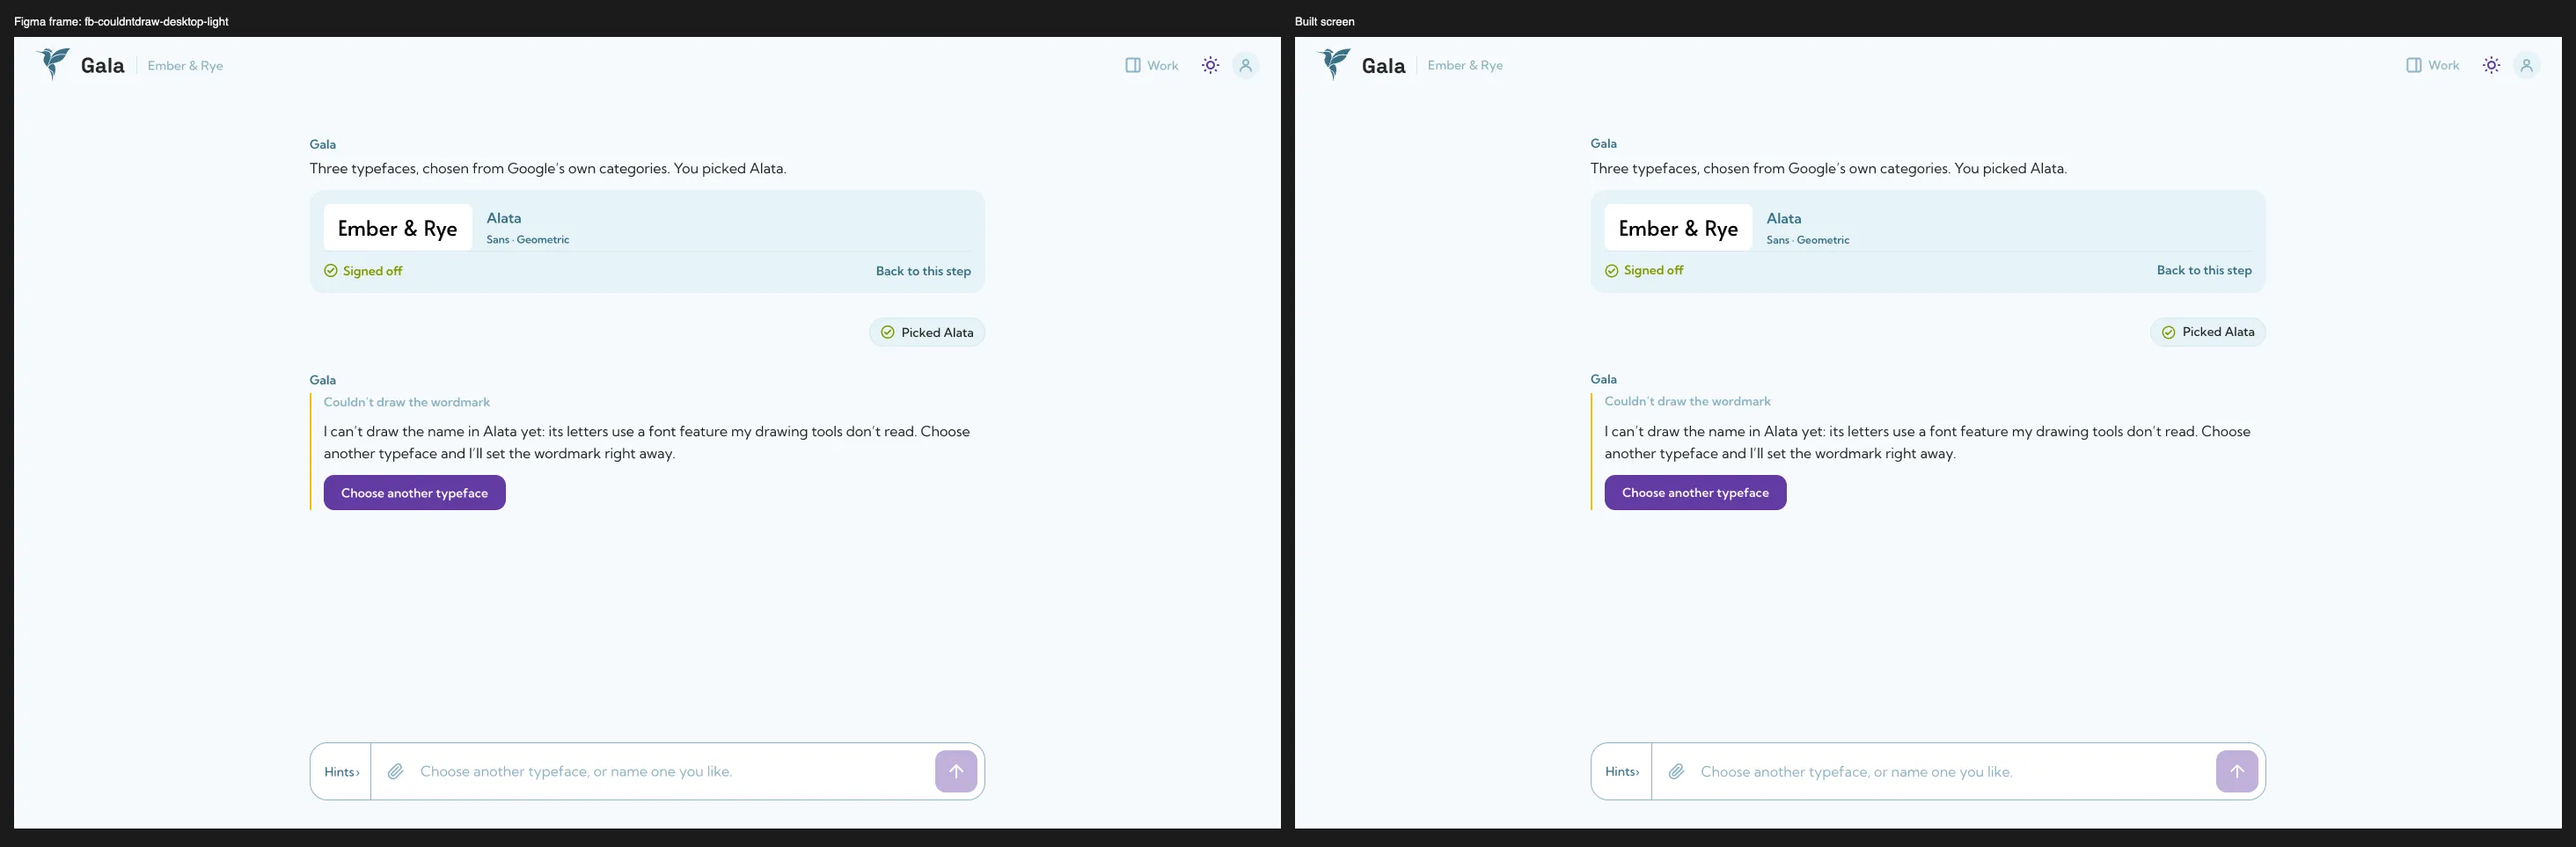 Figma frame: fb-couldntdraw-desktop-light
Gala
Ember & Rye
Work
Gala
Three typefaces, chosen from Google’s own categories. You picked Alata.
Ember & Rye
Alata
Sans · Geometric
Signed off
Back to this step
Picked Alata
Gala
Couldn’t draw the wordmark
I can’t draw the name in Alata yet: its letters use a font feature my drawing tools don’t read. Choose
another typeface and I’ll set the wordmark right away.
Choose another typeface
Hints ›
Choose another typeface, or name one you like.
Built screen
Gala
Ember & Rye
Work
Gala
Three typefaces, chosen from Google’s own categories. You picked Alata.
Ember & Rye
Alata
Sans · Geometric
Signed off
Back to this step
Picked Alata
Gala
Couldn’t draw the wordmark
I can’t draw the name in Alata yet: its letters use a font feature my drawing tools don’t read. Choose
another typeface and I’ll set the wordmark right away.
Choose another typeface
Hints ›
Choose another typeface, or name one you like.